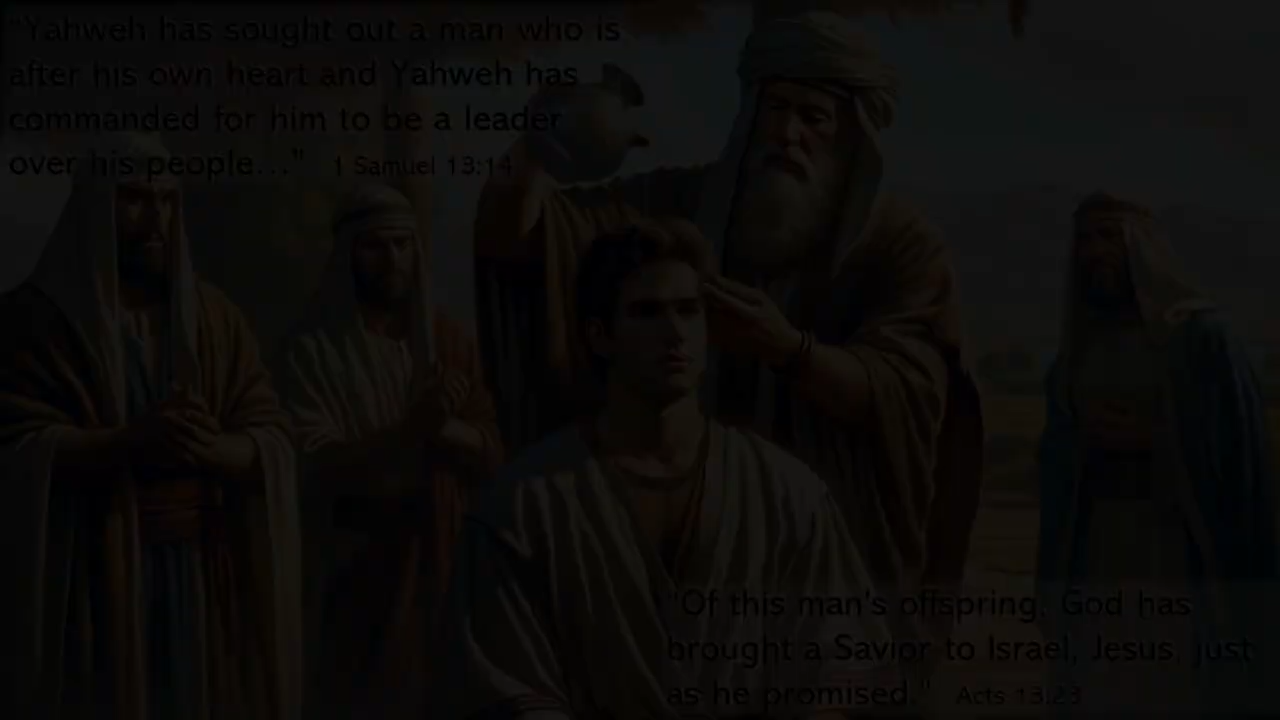 "Yahweh has sought out a man who is
after his own heart and Yahweh has
commanded for him to be a leader
over his people..." 1 Samuel 13:14
"Of this man's offspring, God has
brought a Savior to Israel, Jesus, just
as he promised." Acts 13:23